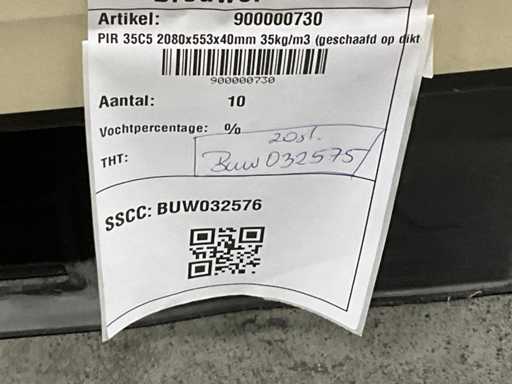 Artikel: 900000730
PIR 35C5 2080x553x40mm 35kg/m3 (geschaafd op dikt
900000730
Aantal: 10
Vochtpercentage: %
20st.
THT: BUW032575
SSCC: BUW032576